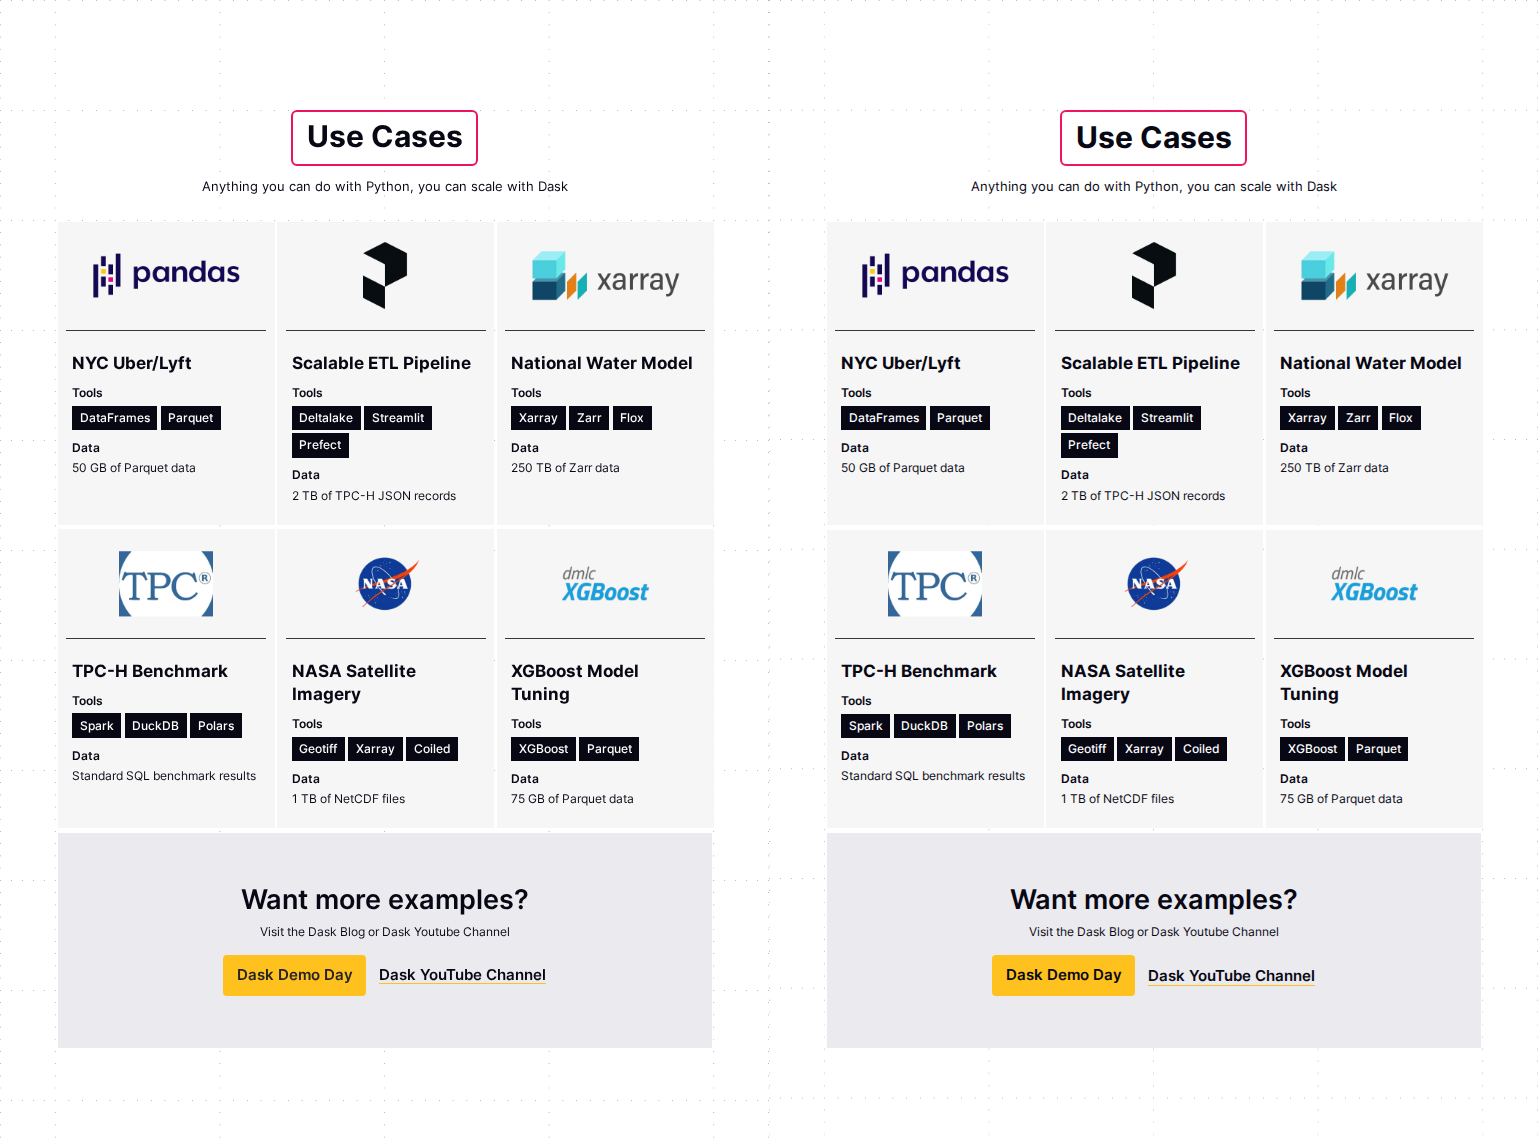 Use Cases
Anything you can do with Python, you can scale with Dask
pandas
xarray
NYC Uber/Lyft
Tools
DataFrames Parquet
Data
50 GB of Parquet data
Scalable ETL Pipeline
Tools
Deltalake Streamlit
Prefect
Data
2 TB of TPC-H JSON records
National Water Model
Tools
Xarray Zarr Flox
Data
250 TB of Zarr data
TPC®
NASA
dmlc
XGBoost
TPC-H Benchmark
Tools
Spark DuckDB Polars
Data
Standard SQL benchmark results
NASA Satellite
Imagery
Tools
Geotiff Xarray Coiled
Data
1 TB of NetCDF files
XGBoost Model
Tuning
Tools
XGBoost Parquet
Data
75 GB of Parquet data
Want more examples?
Visit the Dask Blog or Dask Youtube Channel
Dask Demo Day Dask YouTube Channel
Use Cases
Anything you can do with Python, you can scale with Dask
pandas
xarray
NYC Uber/Lyft
Tools
DataFrames Parquet
Data
50 GB of Parquet data
Scalable ETL Pipeline
Tools
Deltalake Streamlit
Prefect
Data
2 TB of TPC-H JSON records
National Water Model
Tools
Xarray Zarr Flox
Data
250 TB of Zarr data
TPC®
NASA
dmlc
XGBoost
TPC-H Benchmark
Tools
Spark DuckDB Polars
Data
Standard SQL benchmark results
NASA Satellite
Imagery
Tools
Geotiff Xarray Coiled
Data
1 TB of NetCDF files
XGBoost Model
Tuning
Tools
XGBoost Parquet
Data
75 GB of Parquet data
Want more examples?
Visit the Dask Blog or Dask Youtube Channel
Dask Demo Day Dask YouTube Channel